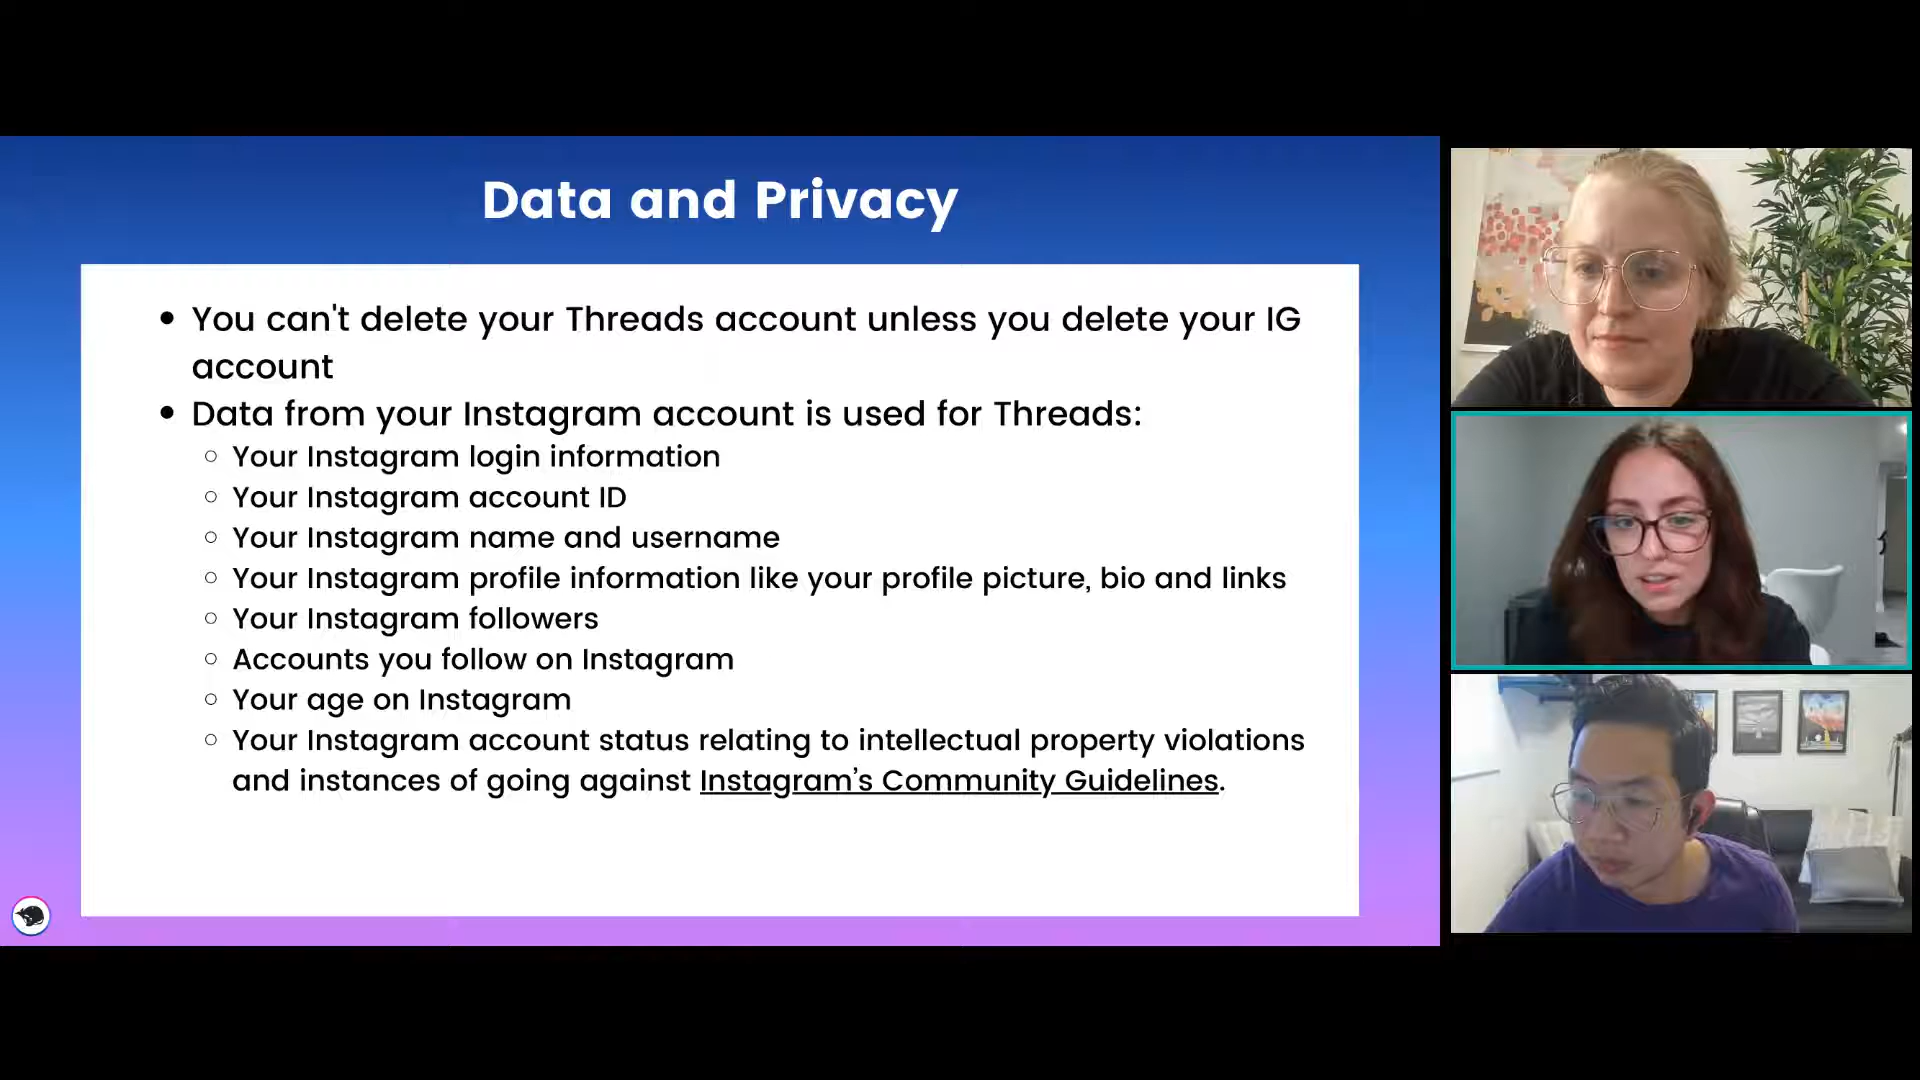 Data and Privacy
• You can't delete your Threads account unless you delete your IG
account
• Data from your Instagram account is used for Threads:
○ Your Instagram login information
○ Your Instagram account ID
○ Your Instagram name and username
○ Your Instagram profile information like your profile picture, bio and links
○ Your Instagram followers
○ Accounts you follow on Instagram
○ Your age on Instagram
○ Your Instagram account status relating to intellectual property violations
and instances of going against Instagram’s Community Guidelines.